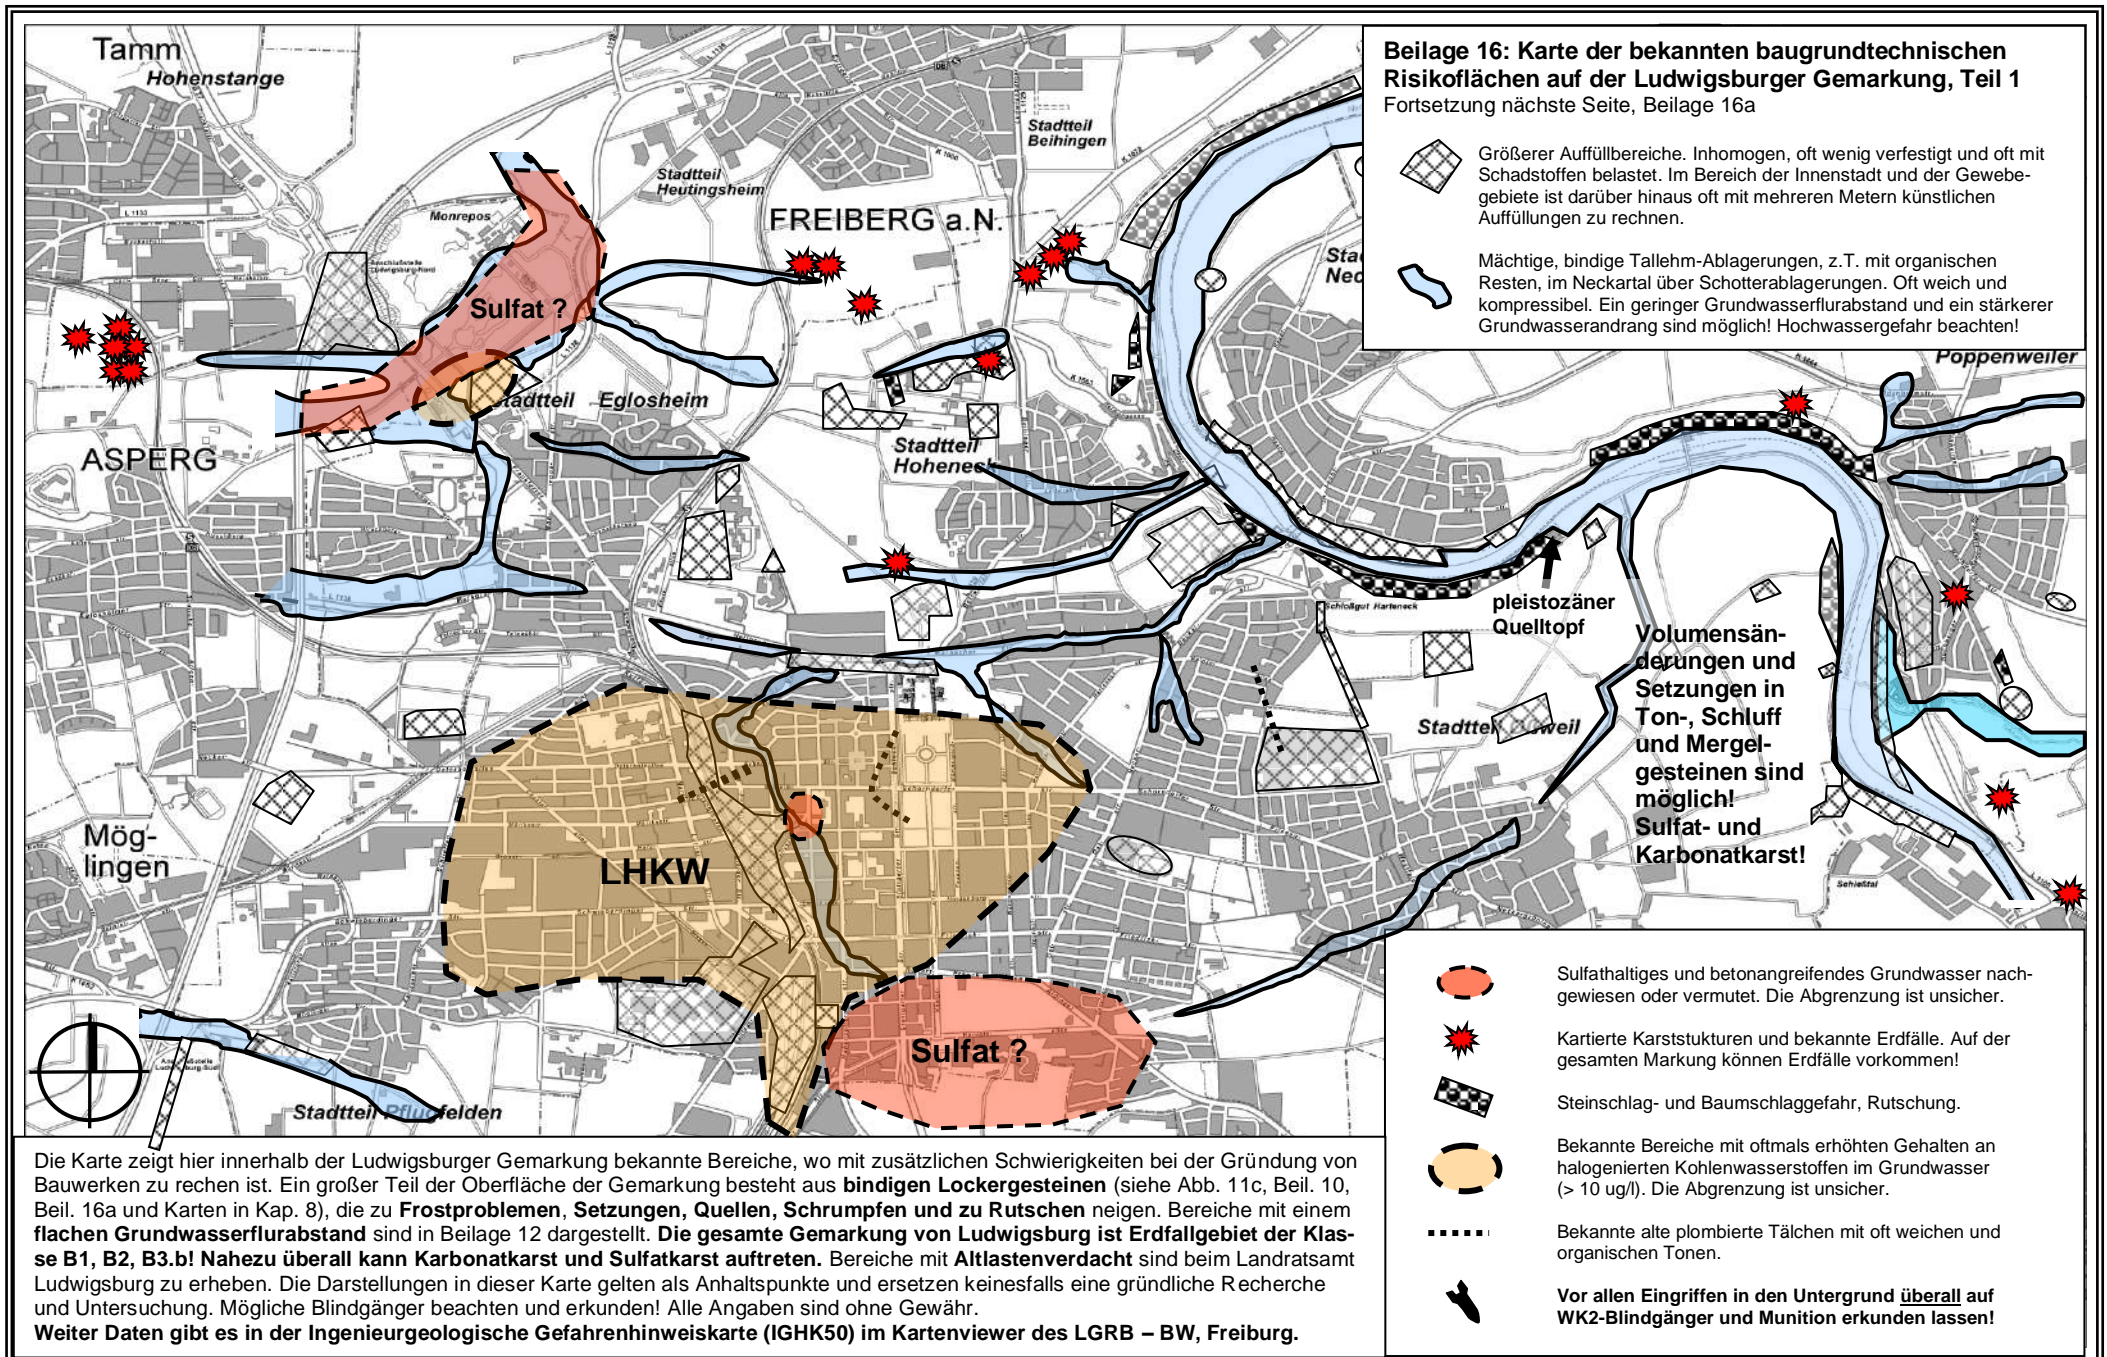 Beilage 16: Karte der bekannten baugrundtechnischen
Risikoflächen auf der Ludwigsburger Gemarkung, Teil 1
Fortsetzung nächste Seite, Beilage 16a
Größerer Auffüllbereiche. Inhomogen, oft wenig verfestigt und oft mit
Schadstoffen belastet. Im Bereich der Innenstadt und der Gewebe-
gebiete ist darüber hinaus oft mit mehreren Metern künstlichen
Auffüllungen zu rechnen.
Mächtige, bindige Tallehm-Ablagerungen, z.T. mit organischen
Resten, im Neckartal über Schotterablagerungen. Oft weich und
kompressibel. Ein geringer Grundwasserflurabstand und ein stärkerer
Grundwasserandrang sind möglich! Hochwassergefahr beachten!
Tamm
Hohenstange
Stadtteil
Beihingen
Stadtteil
Heutingsheim
Monrepos
FREIBERG a.N.
Sulfat ?
Poppenweiler
Stadtteil Eglosheim
ASPERG
Stadtteil
Hoheneck
Schloßgut Harteneck
pleistozäner
Quelltopf
Volumensän-
derungen und
Setzungen in
Ton-, Schluff
und Mergel-
gesteinen sind
möglich!
Sulfat- und
Karbonatkarst!
Stadtteil
Mög-
lingen
LHKW
Schießtal
Sulfat ?
Stadtteil Pflugfelden
Sulfathaltiges und betonangreifendes Grundwasser nach-
gewiesen oder vermutet. Die Abgrenzung ist unsicher.
Kartierte Karststukturen und bekannte Erdfälle. Auf der
gesamten Markung können Erdfälle vorkommen!
Steinschlag- und Baumschlaggefahr, Rutschung.
Bekannte Bereiche mit oftmals erhöhten Gehalten an
halogenierten Kohlenwasserstoffen im Grundwasser
(> 10 ug/l). Die Abgrenzung ist unsicher.
Bekannte alte plombierte Tälchen mit oft weichen und
organischen Tonen.
Vor allen Eingriffen in den Untergrund überall auf
WK2-Blindgänger und Munition erkunden lassen!
Die Karte zeigt hier innerhalb der Ludwigsburger Gemarkung bekannte Bereiche, wo mit zusätzlichen Schwierigkeiten bei der Gründung von
Bauwerken zu rechen ist. Ein großer Teil der Oberfläche der Gemarkung besteht aus bindigen Lockergesteinen (siehe Abb. 11c, Beil. 10,
Beil. 16a und Karten in Kap. 8), die zu Frostproblemen, Setzungen, Quellen, Schrumpfen und zu Rutschen neigen. Bereiche mit einem
flachen Grundwasserflurabstand sind in Beilage 12 dargestellt. Die gesamte Gemarkung von Ludwigsburg ist Erdfallgebiet der Klas-
se B1, B2, B3.b! Nahezu überall kann Karbonatkarst und Sulfatkarst auftreten. Bereiche mit Altlastenverdacht sind beim Landratsamt
Ludwigsburg zu erheben. Die Darstellungen in dieser Karte gelten als Anhaltspunkte und ersetzen keinesfalls eine gründliche Recherche
und Untersuchung. Mögliche Blindgänger beachten und erkunden! Alle Angaben sind ohne Gewähr.
Weiter Daten gibt es in der Ingenieurgeologische Gefahrenhinweiskarte (IGHK50) im Kartenviewer des LGRB – BW, Freiburg.